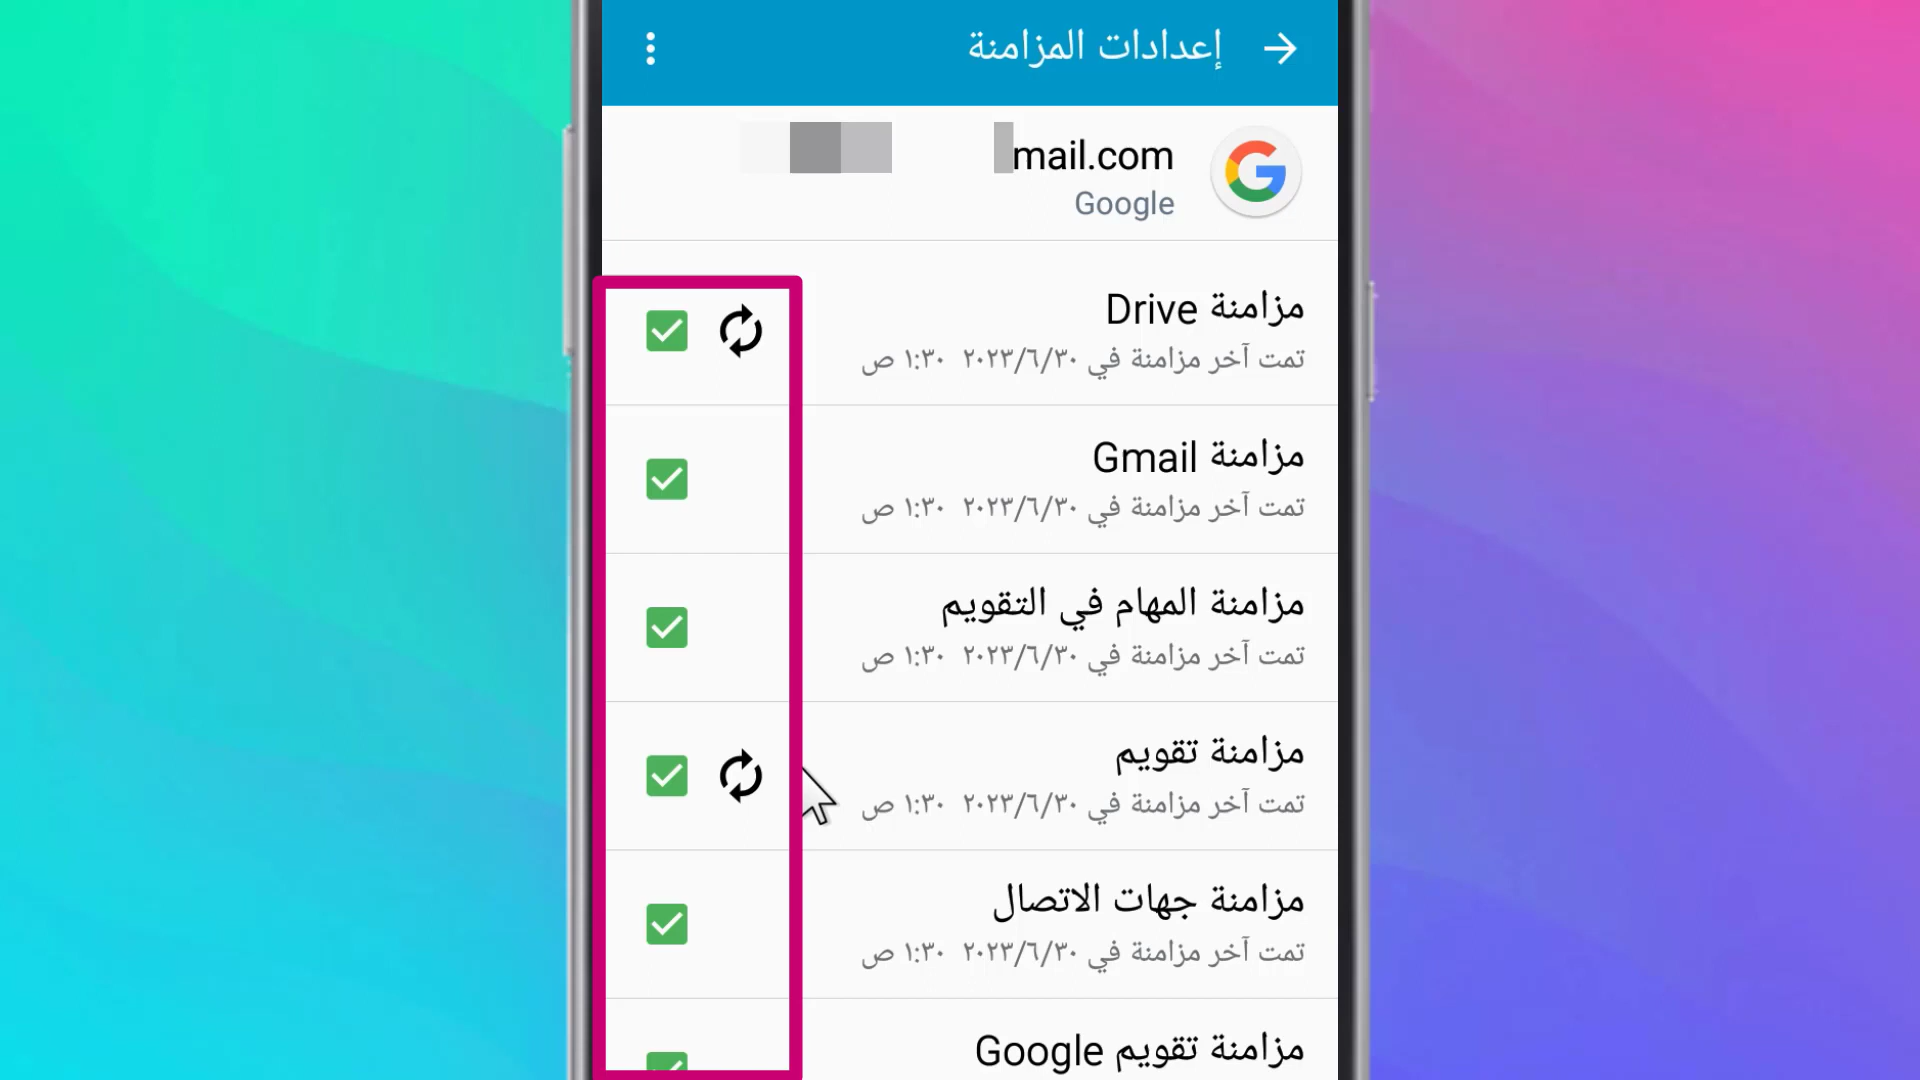 إعدادات المزامنة
mail.com
Google
مزامنة Drive
تمت آخر مزامنة في ٢٠٢٣/٦/٣٠ ١:٣٠ ص
مزامنة Gmail
تمت آخر مزامنة في ٢٠٢٣/٦/٣٠ ١:٣٠ ص
مزامنة المهام في التقويم
تمت آخر مزامنة في ٢٠٢٣/٦/٣٠ ١:٣٠ ص
مزامنة تقويم
تمت آخر مزامنة في ٢٠٢٣/٦/٣٠ ١:٣٠ ص
مزامنة جهات الاتصال
تمت آخر مزامنة في ٢٠٢٣/٦/٣٠ ١:٣٠ ص
مزامنة تقويم Google